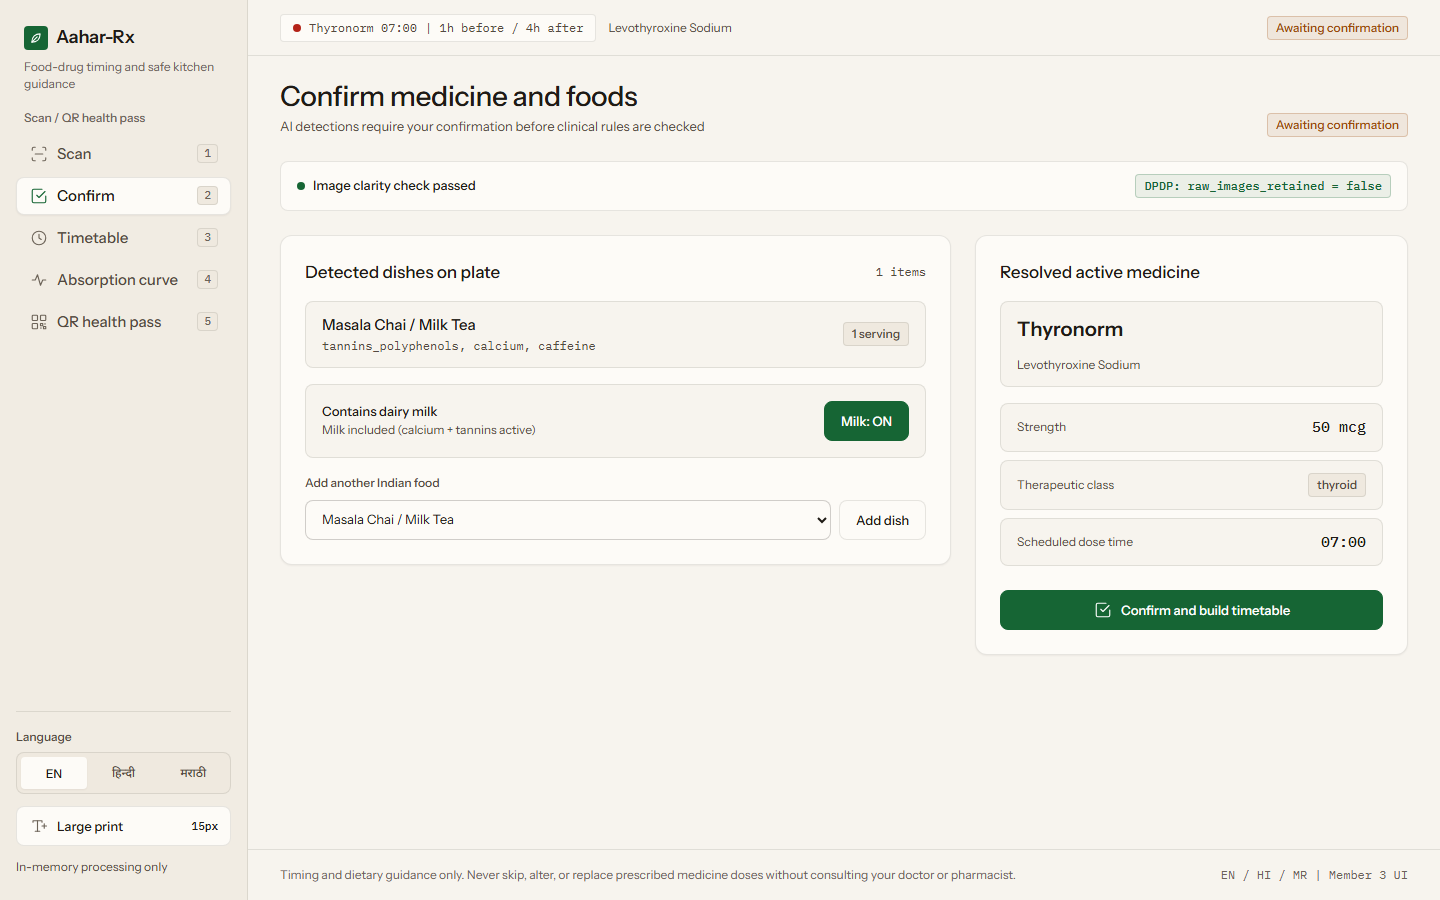 Aahar-Rx
Food-drug timing and safe kitchen
guidance
Scan / QR health pass
Scan 1
Confirm 2
Timetable 3
Absorption curve 4
QR health pass 5
Language
EN हिन्दी मराठी
Large print 15px
In-memory processing only
Thyronorm 07:00 | 1h before / 4h after Levothyroxine Sodium Awaiting confirmation
Confirm medicine and foods
AI detections require your confirmation before clinical rules are checked Awaiting confirmation
Image clarity check passed DPDP: raw_images_retained = false
Detected dishes on plate 1 items
Masala Chai / Milk Tea
tannins_polyphenols, calcium, caffeine
1 serving
Contains dairy milk
Milk included (calcium + tannins active)
Milk: ON
Add another Indian food
Masala Chai / Milk Tea Add dish
Resolved active medicine
Thyronorm
Levothyroxine Sodium
Strength 50 mcg
Therapeutic class thyroid
Scheduled dose time 07:00
Confirm and build timetable
Timing and dietary guidance only. Never skip, alter, or replace prescribed medicine doses without consulting your doctor or pharmacist. EN / HI / MR | Member 3 UI